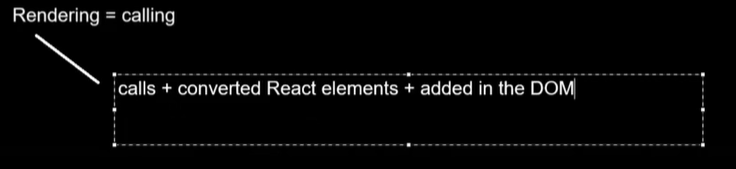 Rendering = calling
calls + converted React elements + added in the DOM